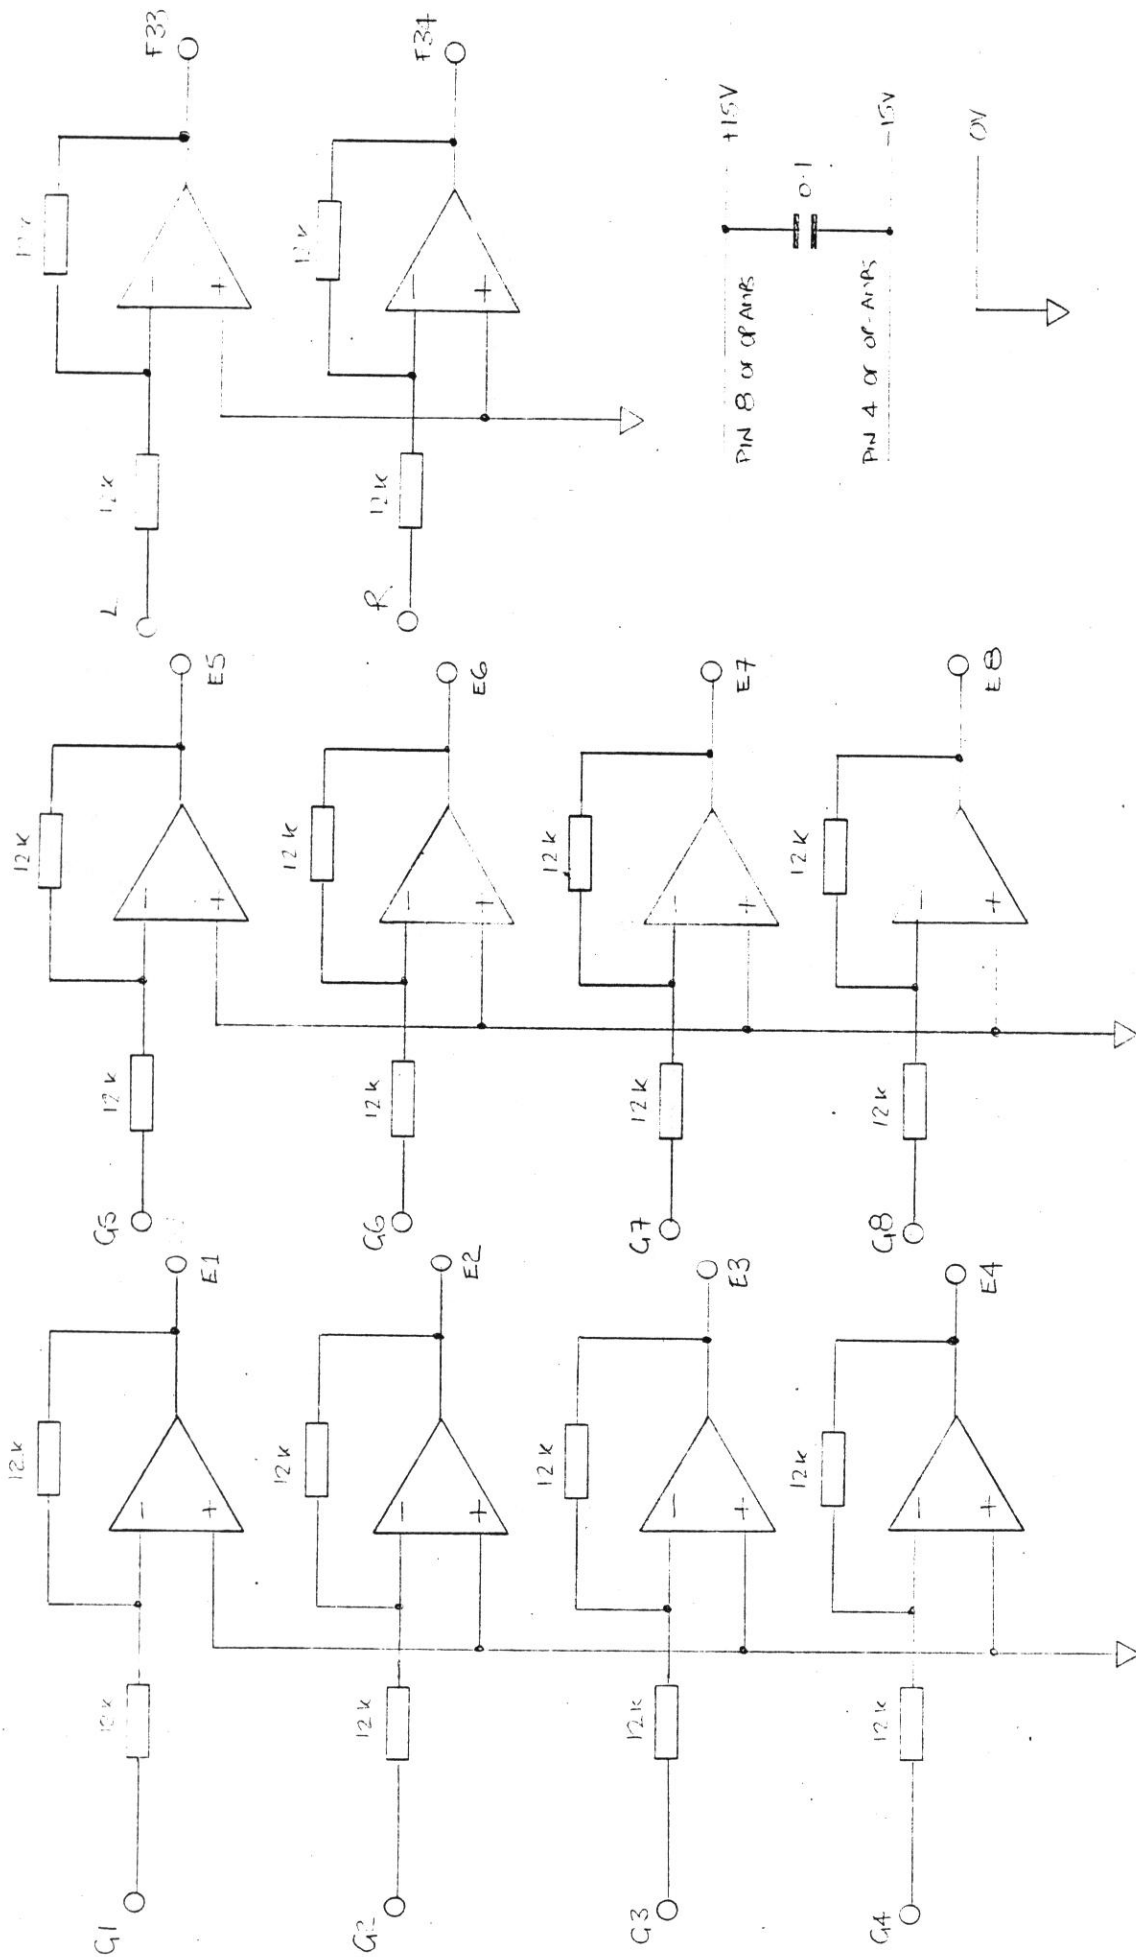 G1
12k
12k
E1
G2
12k
12k
E2
G3
12k
12k
E3
G4
12k
12k
E4
G5
12k
12k
E5
G6
12k
12k
E6
G7
12k
12k
E7
G8
12k
12k
E8
L
12k
F33
R
12k
12k
F34
PIN 8 OF OP AMPS
+15V
0.1
PIN 4 OF OP-AMPS
-15V
0V
− +
− +
− +
− +
− +
− +
− +
− +
− +
− +